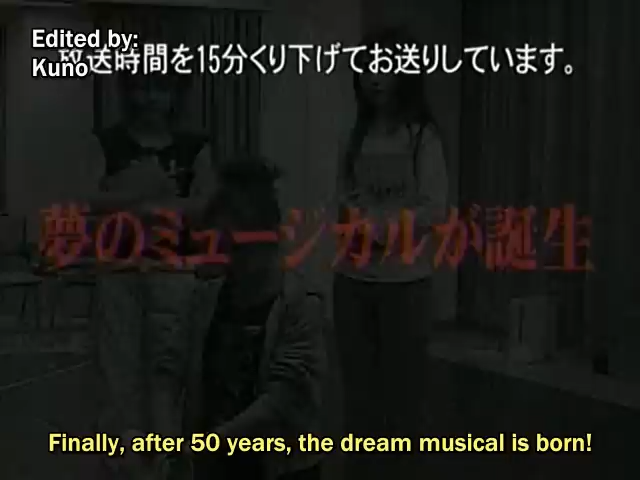 Edited by:
Kuno
放送時間を15分くり下げてお送りしています。
夢のミュージカルが誕生
Finally, after 50 years, the dream musical is born!